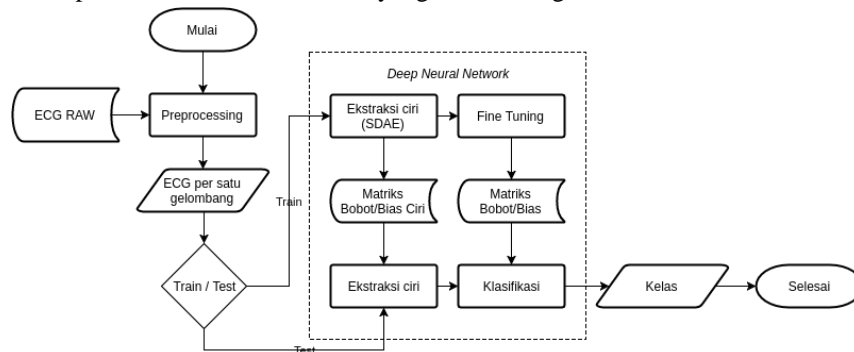 yang
Mulai
Deep Neural Network
ECG RAW
Preprocessing
Ekstraksi ciri
(SDAE)
Fine Tuning
ECG per satu
gelombang
Train
Matriks
Bobot/Bias Ciri
Matriks
Bobot/Bias
Train / Test
Ekstraksi ciri
Klasifikasi
Kelas
Selesai
Test